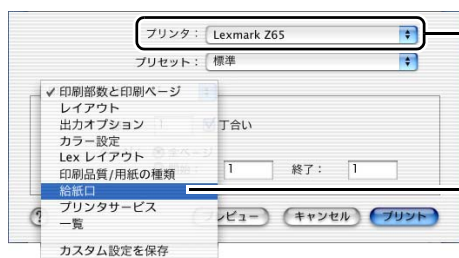 プリンタ： Lexmark Z65
プリセット： 標準
✓ 印刷部数と印刷ページ
レイアウト
出力オプション 丁合い
カラー設定
Lex レイアウト
印刷品質/用紙の種類 1 終了： 1
給紙口
プリンタサービス
一覧
? プレビュー キャンセル プリント
カスタム設定を保存